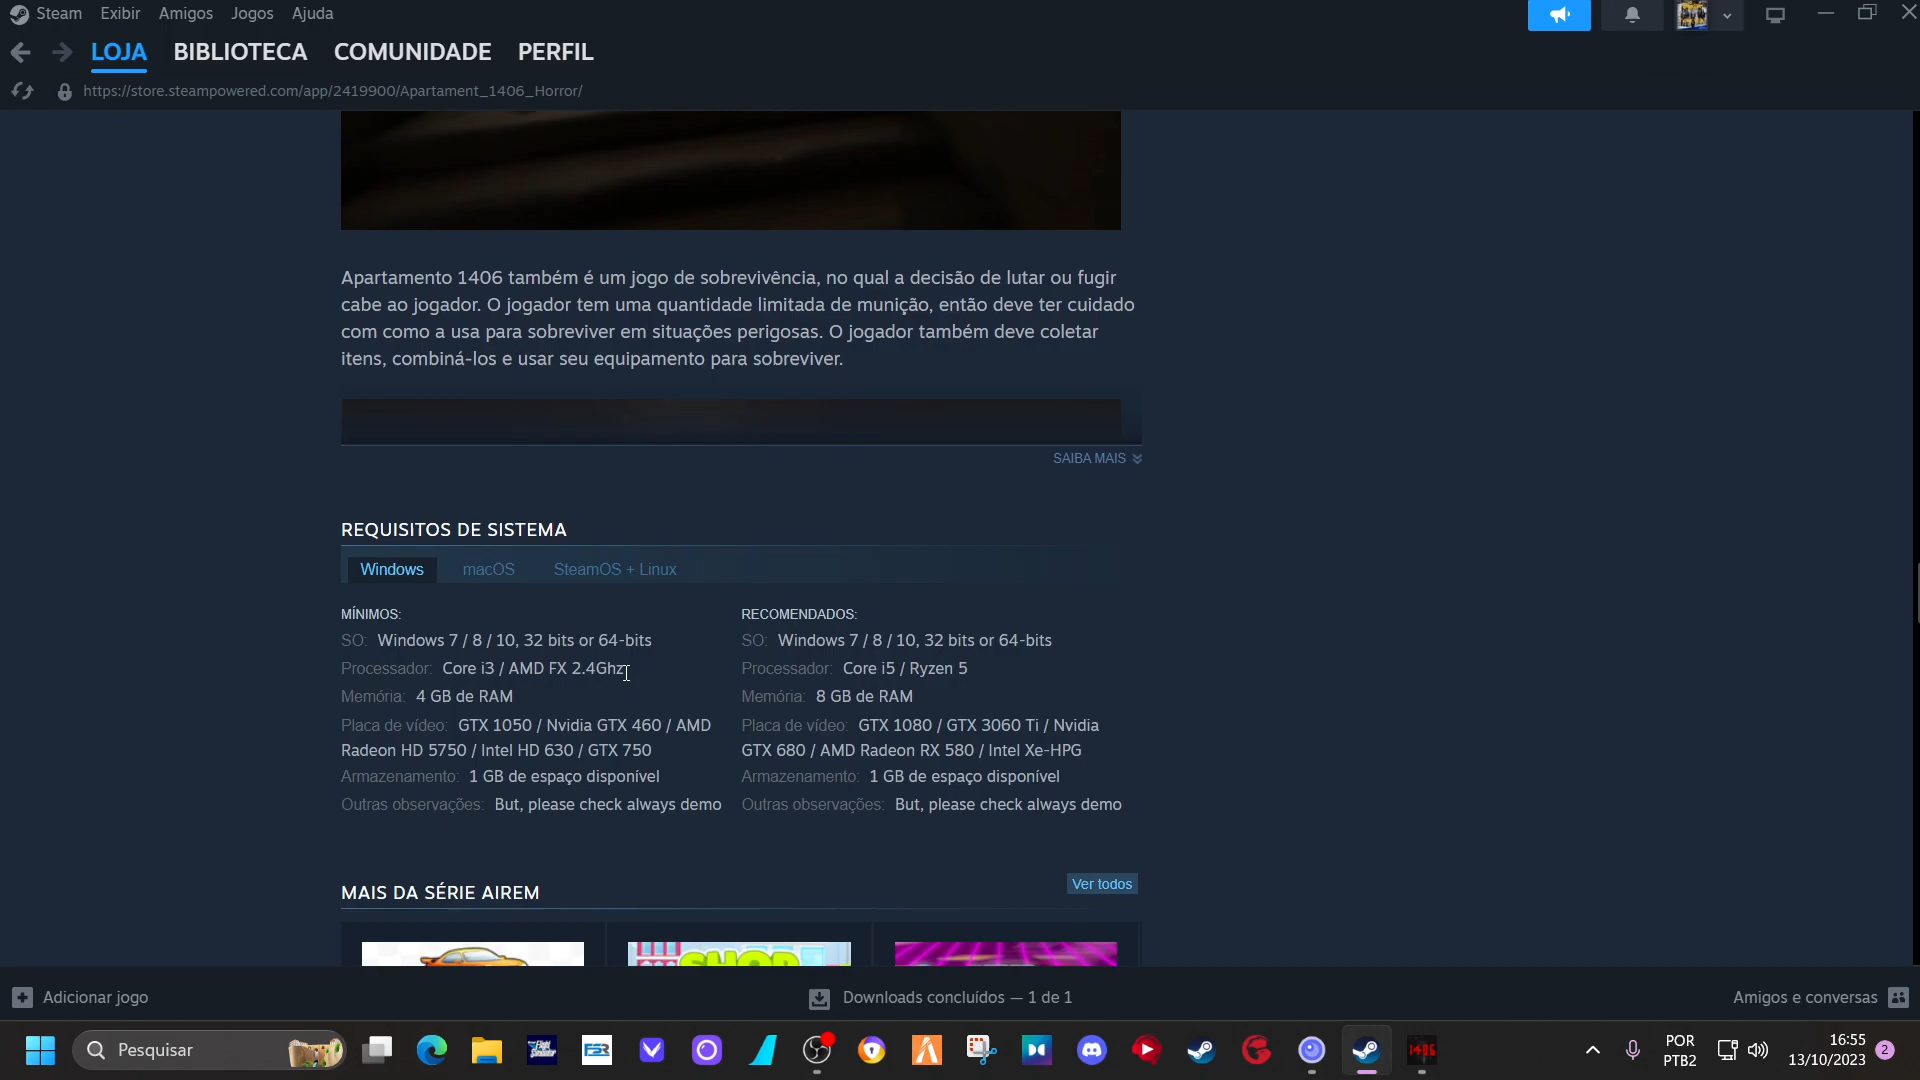 Steam Exibir Amigos Jogos Ajuda
LOJA BIBLIOTECA COMUNIDADE PERFIL
https://store.steampowered.com/app/2419900/Apartament_1406_Horror/
Apartamento 1406 também é um jogo de sobrevivência, no qual a decisão de lutar ou fugir
cabe ao jogador. O jogador tem uma quantidade limitada de munição, então deve ter cuidado
com como a usa para sobreviver em situações perigosas. O jogador também deve coletar
itens, combiná-los e usar seu equipamento para sobreviver.
SAIBA MAIS
REQUISITOS DE SISTEMA
Windows macOS SteamOS + Linux
MÍNIMOS:
SO: Windows 7 / 8 / 10, 32 bits or 64-bits
Processador: Core i3 / AMD FX 2.4Ghz
Memória: 4 GB de RAM
Placa de vídeo: GTX 1050 / Nvidia GTX 460 / AMD
Radeon HD 5750 / Intel HD 630 / GTX 750
Armazenamento: 1 GB de espaço disponível
Outras observações: But, please check always demo
RECOMENDADOS:
SO: Windows 7 / 8 / 10, 32 bits or 64-bits
Processador: Core i5 / Ryzen 5
Memória: 8 GB de RAM
Placa de vídeo: GTX 1080 / GTX 3060 Ti / Nvidia
GTX 680 / AMD Radeon RX 580 / Intel Xe-HPG
Armazenamento: 1 GB de espaço disponível
Outras observações: But, please check always demo
MAIS DA SÉRIE AIREM
Ver todos
SHOP
Adicionar jogo
Downloads concluídos — 1 de 1
Amigos e conversas
Pesquisar
FSR
1406
POR
PTB2
16:55
13/10/2023
2